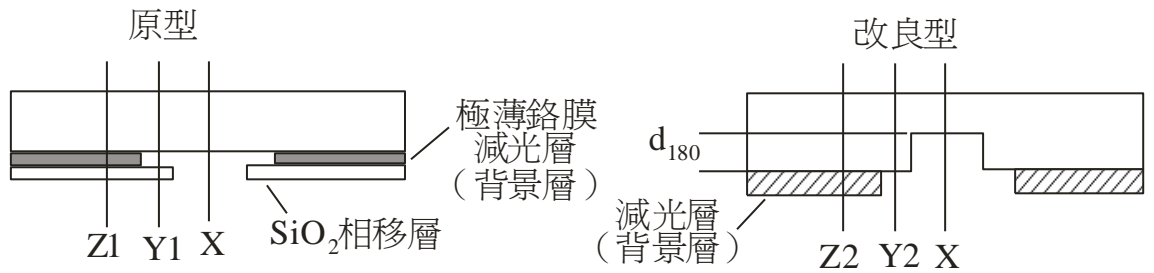 原型
極薄鉻膜
減光層
（背景層）
Z1 Y1 X
SiO₂相移層
改良型
d₁₈₀
減光層
（背景層）
Z2 Y2 X